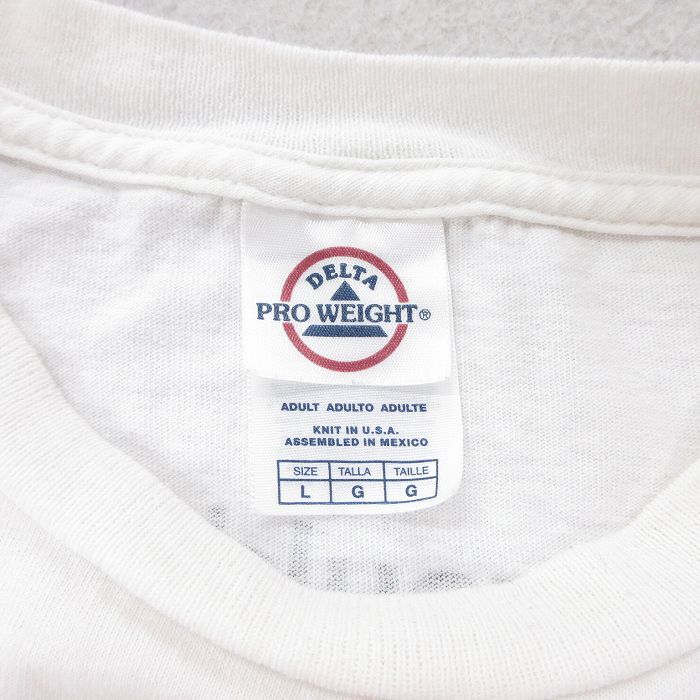 DELTA
PRO WEIGHT®
ADULT ADULTO ADULTE
KNIT IN U.S.A.
ASSEMBLED IN MEXICO
SIZE TALLA TAILLE
L G G